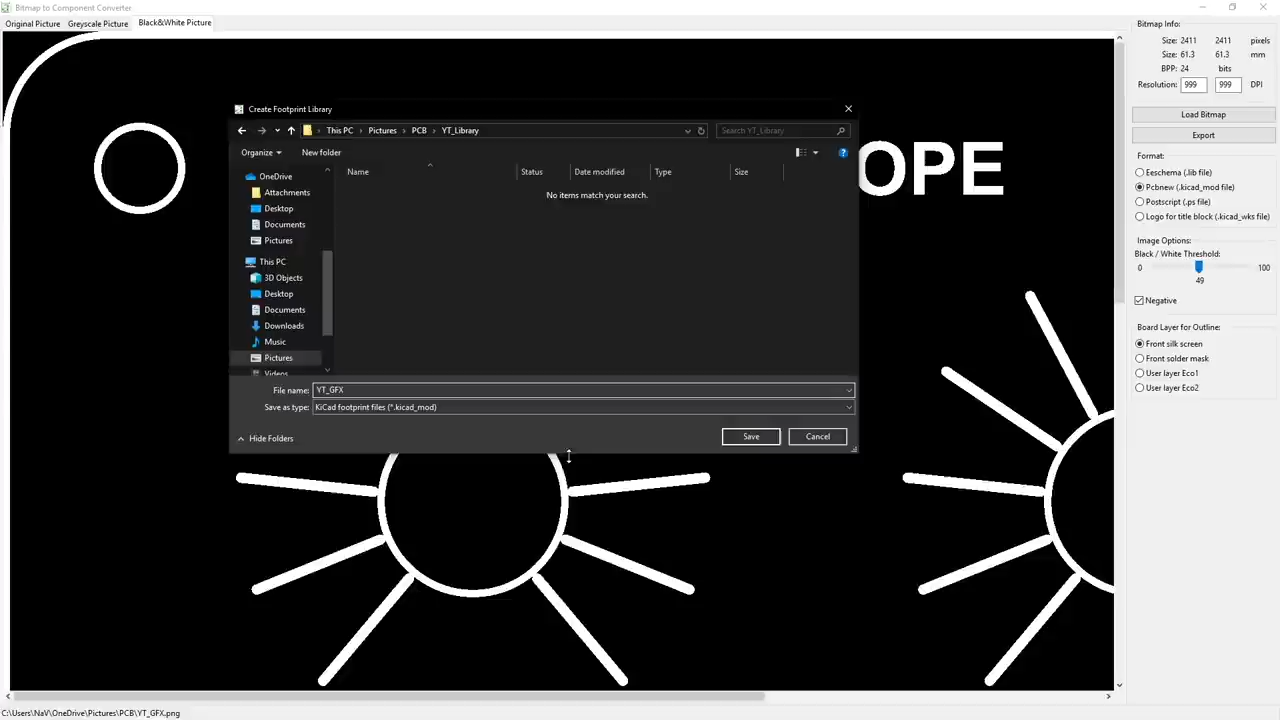 Bitmap to Component Converter
Original Picture Greyscale Picture Black&White Picture
Bitmap Info:
Size: 2411 2411 pixels
Size: 61.3 61.3 mm
BPP: 24 bits
Resolution: 999 999 DPI
Load Bitmap
Export
Format:
Eeschema (.lib file)
Pcbnew (.kicad_mod file)
Postscript (.ps file)
Logo for title block (.kicad_wks file)
Image Options:
Black / White Threshold:
0 100
49
Negative
Board Layer for Outline:
Front silk screen
Front solder mask
User layer Eco1
User layer Eco2
OPE
Create Footprint Library
This PC Pictures PCB YT_Library Search YT_Library
Organize New folder
Name Status Date modified Type Size
No items match your search.
OneDrive
Attachments
Desktop
Documents
Pictures
This PC
3D Objects
Desktop
Documents
Downloads
Music
Pictures
Videos
File name: YT_GFX
Save as type: KiCad footprint files (*.kicad_mod)
Hide Folders Save Cancel
C:\Users\NaV\OneDrive\Pictures\PCB\YT_GFX.png